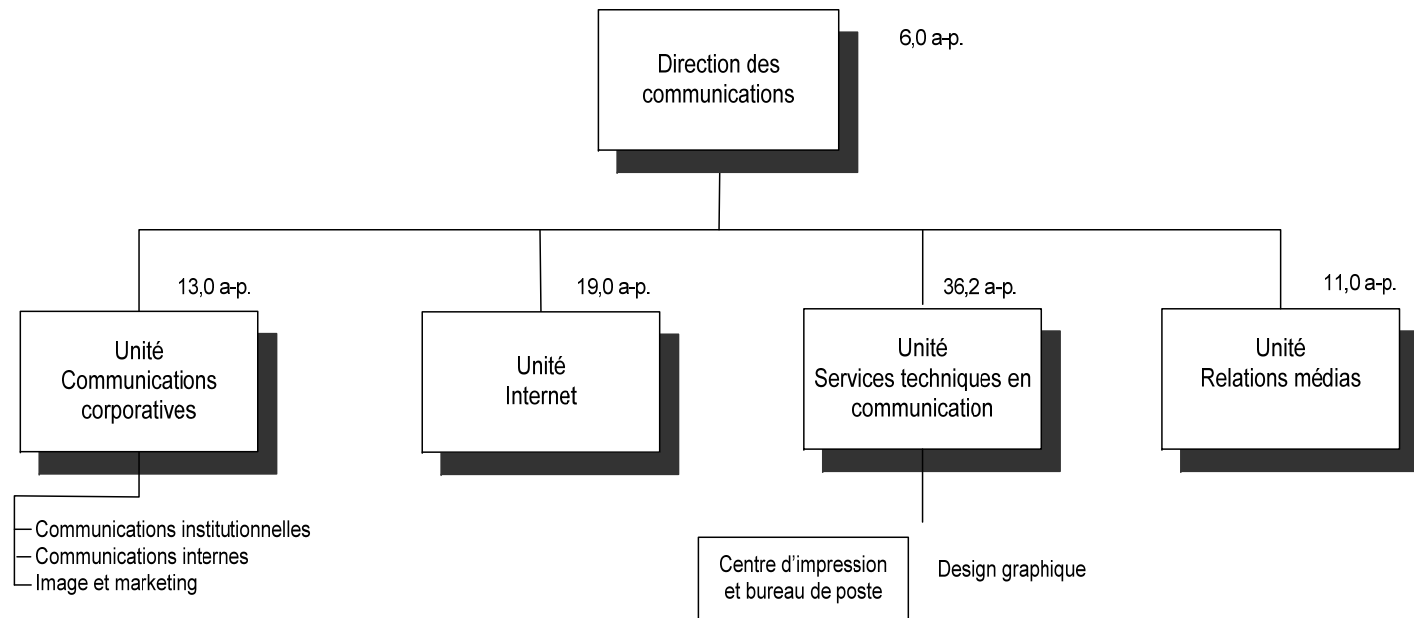 6,0 a-p.
Direction des
communications
13,0 a-p.
19,0 a-p.
36,2 a-p.
11,0 a-p.
Unité
Communications
corporatives
Unité
Internet
Unité
Services techniques en
communication
Unité
Relations médias
Communications institutionnelles
Communications internes
Image et marketing
Centre d’impression
et bureau de poste
Design graphique